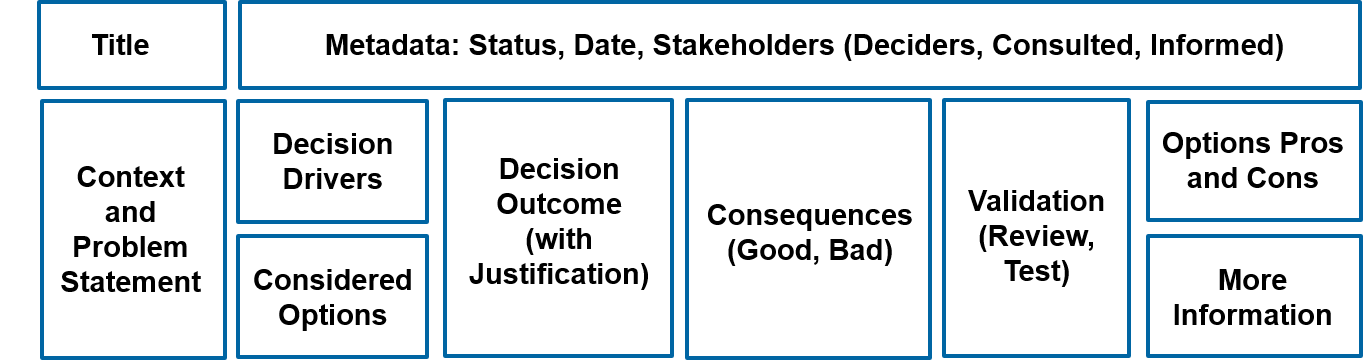 Title
Metadata: Status, Date, Stakeholders (Deciders, Consulted, Informed)
Context
and
Problem
Statement
Decision
Drivers
Considered
Options
Decision
Outcome
(with
Justification)
Consequences
(Good, Bad)
Validation
(Review,
Test)
Options Pros
and Cons
More
Information